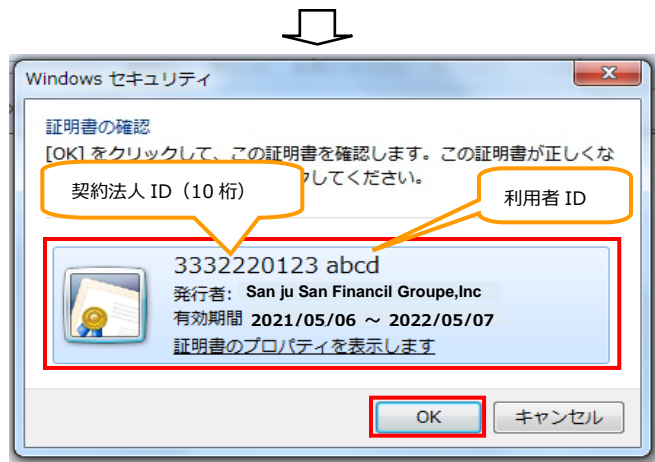 Windows セキュリティ
証明書の確認
[OK] をクリックして、この証明書を確認します。この証明書が正しくな
してください。
契約法人 ID（10 桁）
利用者 ID
3332220123 abcd
発行者: San ju San Financil Groupe,Inc
有効期間 2021/05/06 ～ 2022/05/07
証明書のプロパティを表示します
OK
キャンセル